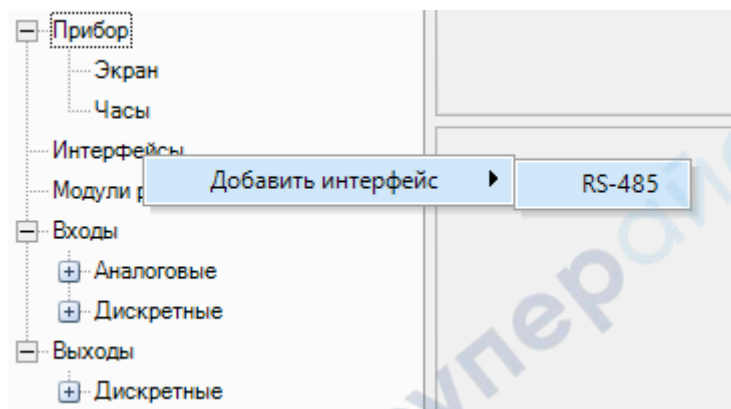 Прибор
Экран
Часы
Интерфейсы
Добавить интерфейс
RS-485
Модули
Входы
Аналоговые
Дискретные
Выходы
Дискретные